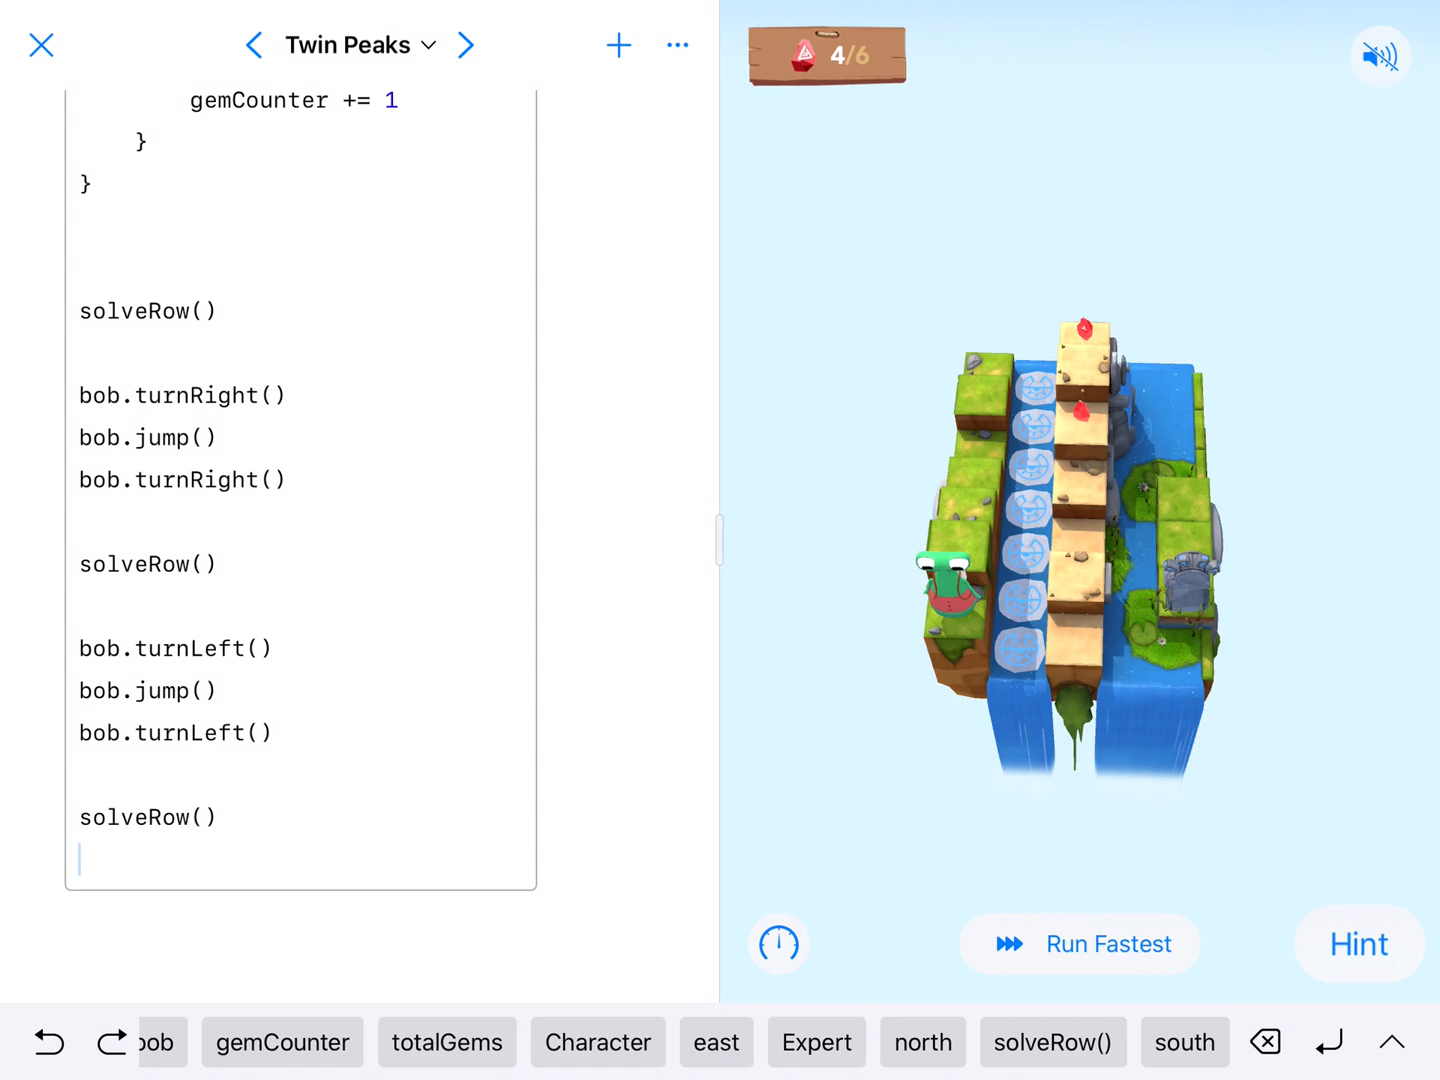 Twin Peaks
gemCounter += 1
}
}
solveRow()
bob.turnRight()
bob.jump()
bob.turnRight()
solveRow()
bob.turnLeft()
bob.jump()
bob.turnLeft()
solveRow()
4/6
Run Fastest
Hint
bob gemCounter totalGems Character east Expert north solveRow() south